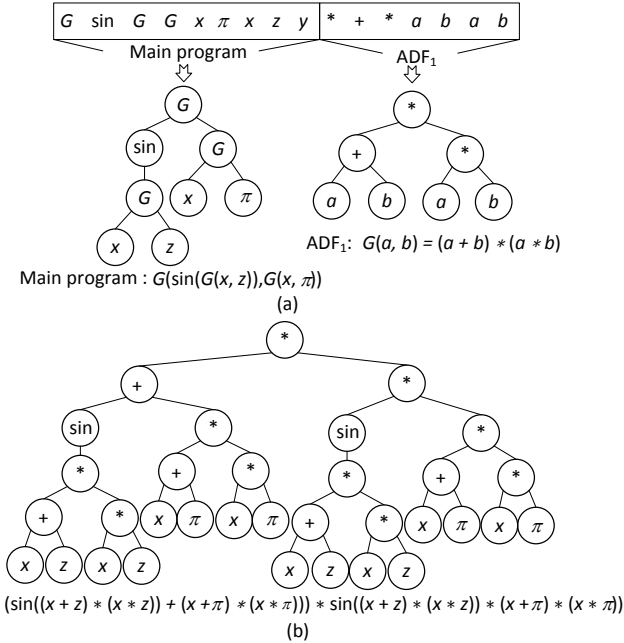 G sin G G x π x z y * + * a b a b
Main program ADF₁
G *
sin G + *
G x π a b a b
x z ADF₁: G(a, b) = (a + b) * (a * b)
Main program : G(sin(G(x, z)),G(x, π))
(a)
*
+ *
sin * sin *
* + * * + *
+ * x π x π + * x π x π
x z x z x z x z
(sin((x + z) * (x * z)) + (x + π) * (x * π))) * sin((x + z) * (x * z)) * (x + π) * (x * π))
(b)